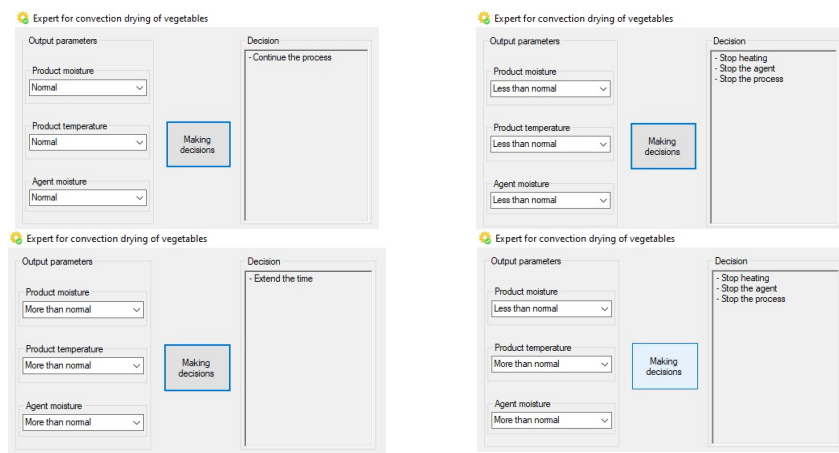 Expert for convection drying of vegetables
Output parameters
Product moisture
Normal
Product temperature
Normal
Agent moisture
Normal
Making
decisions
Decision
- Continue the process
Expert for convection drying of vegetables
Output parameters
Product moisture
Less than normal
Product temperature
Less than normal
Agent moisture
Less than normal
Making
decisions
Decision
- Stop heating
- Stop the agent
- Stop the process
Expert for convection drying of vegetables
Output parameters
Product moisture
More than normal
Product temperature
More than normal
Agent moisture
More than normal
Making
decisions
Decision
- Extend the time
Expert for convection drying of vegetables
Output parameters
Product moisture
Less than normal
Product temperature
More than normal
Agent moisture
More than normal
Making
decisions
Decision
- Stop heating
- Stop the agent
- Stop the process